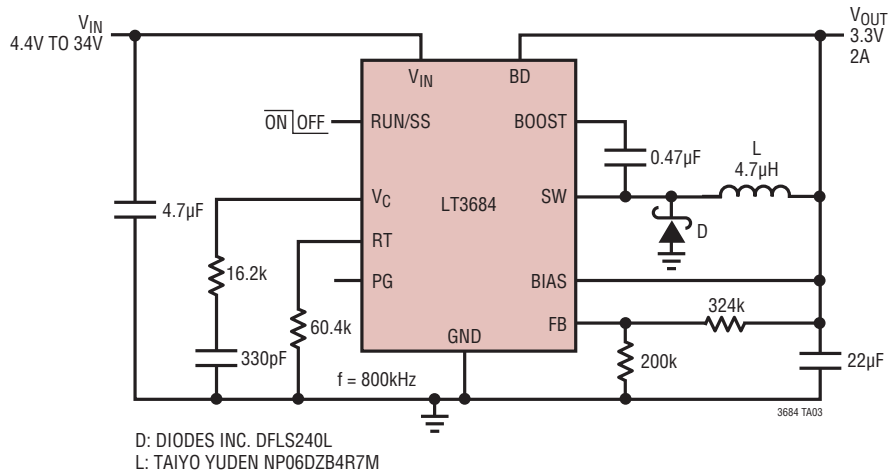 VIN
4.4V TO 34V
VOUT
3.3V
2A
VIN
BD
ON OFF
RUN/SS
BOOST
0.47µF
L
4.7µH
4.7µF
VC
LT3684
SW
RT
D
16.2k
PG
BIAS
324k
60.4k
FB
GND
330pF
200k
22µF
f = 800kHz
3684 TA03
D: DIODES INC. DFLS240L
L: TAIYO YUDEN NP06DZB4R7M